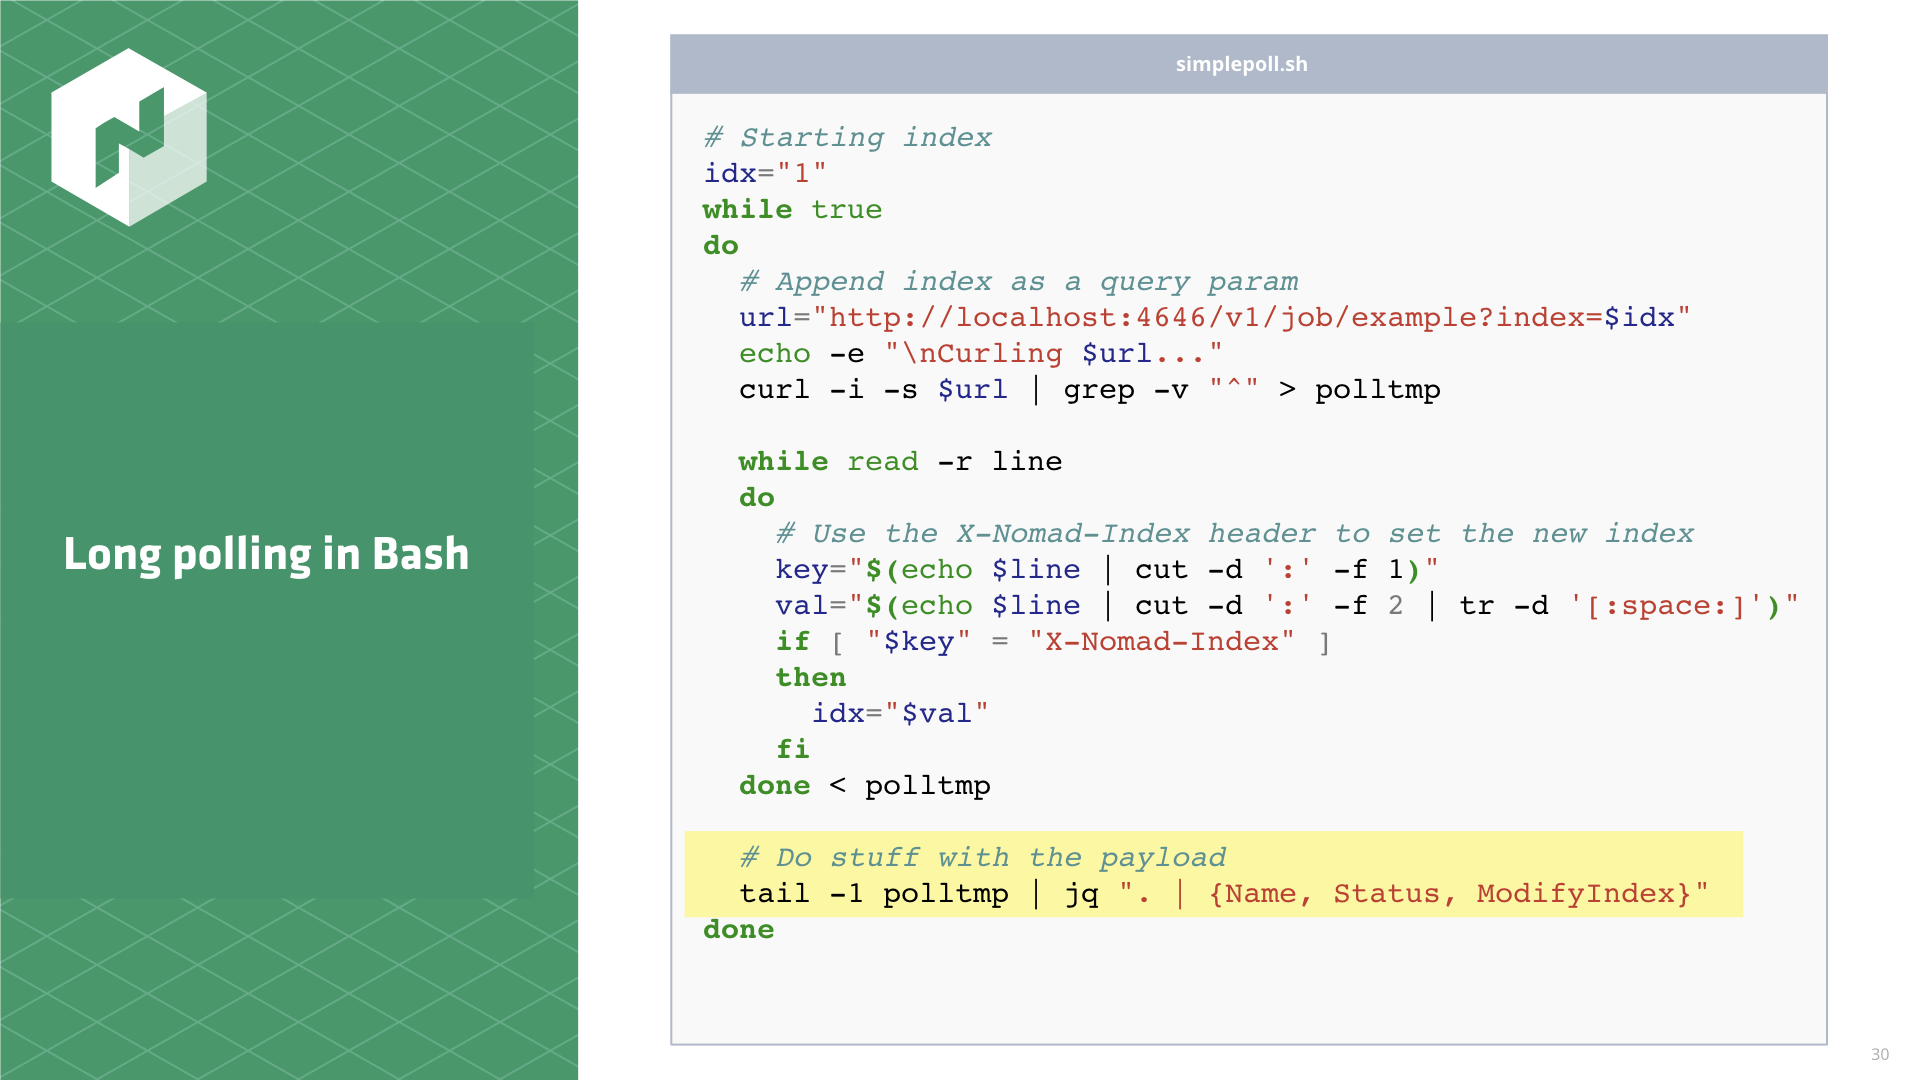 Long polling in Bash
simplepoll.sh
# Starting index
idx="1"
while true
do
  # Append index as a query param
  url="http://localhost:4646/v1/job/example?index=$idx"
  echo -e "\nCurling $url..."
  curl -i -s $url | grep -v "^" > polltmp

  while read -r line
  do
    # Use the X-Nomad-Index header to set the new index
    key="$(echo $line | cut -d ':' -f 1)"
    val="$(echo $line | cut -d ':' -f 2 | tr -d '[:space:]')"
    if [ "$key" = "X-Nomad-Index" ]
    then
      idx="$val"
    fi
  done < polltmp

  # Do stuff with the payload
  tail -1 polltmp | jq ". | {Name, Status, ModifyIndex}"
done
30